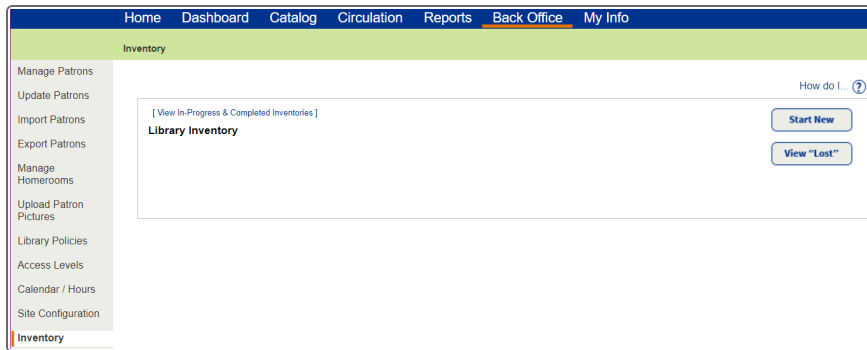 Home Dashboard Catalog Circulation Reports Back Office My Info
Inventory
Manage Patrons
Update Patrons
Import Patrons
Export Patrons
Manage
Homerooms
Upload Patron
Pictures
Library Policies
Access Levels
Calendar / Hours
Site Configuration
Inventory
How do I... ?
[ View In-Progress & Completed Inventories ]
Library Inventory
Start New
View "Lost"